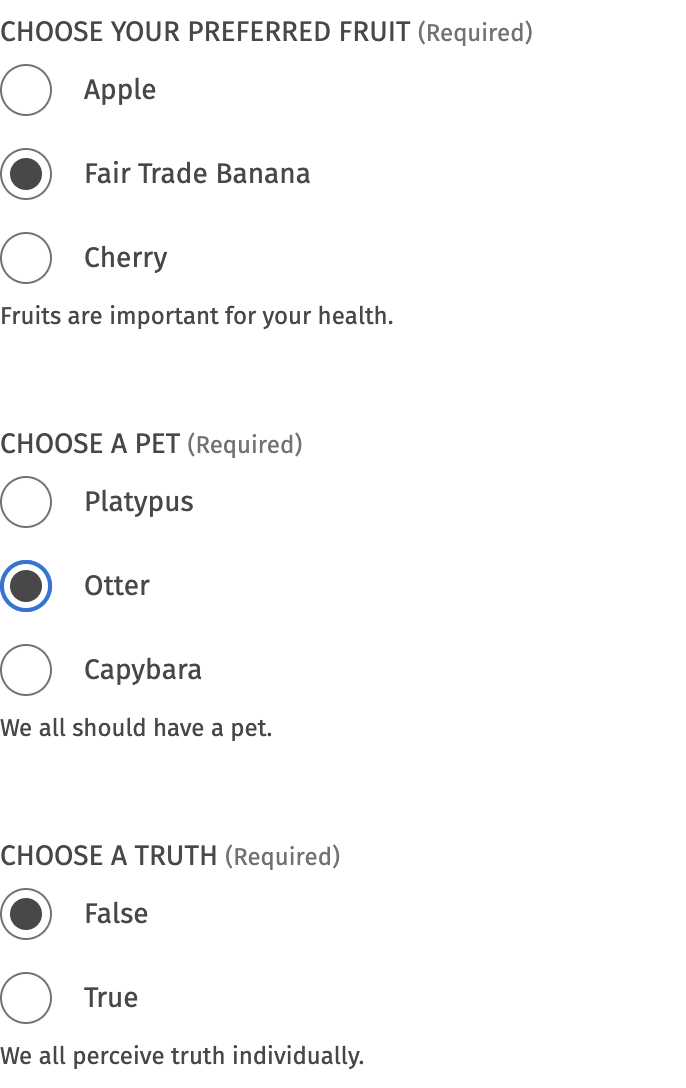 CHOOSE YOUR PREFERRED FRUIT (Required)
Apple
Fair Trade Banana
Cherry
Fruits are important for your health.
CHOOSE A PET (Required)
Platypus
Otter
Capybara
We all should have a pet.
CHOOSE A TRUTH (Required)
False
True
We all perceive truth individually.